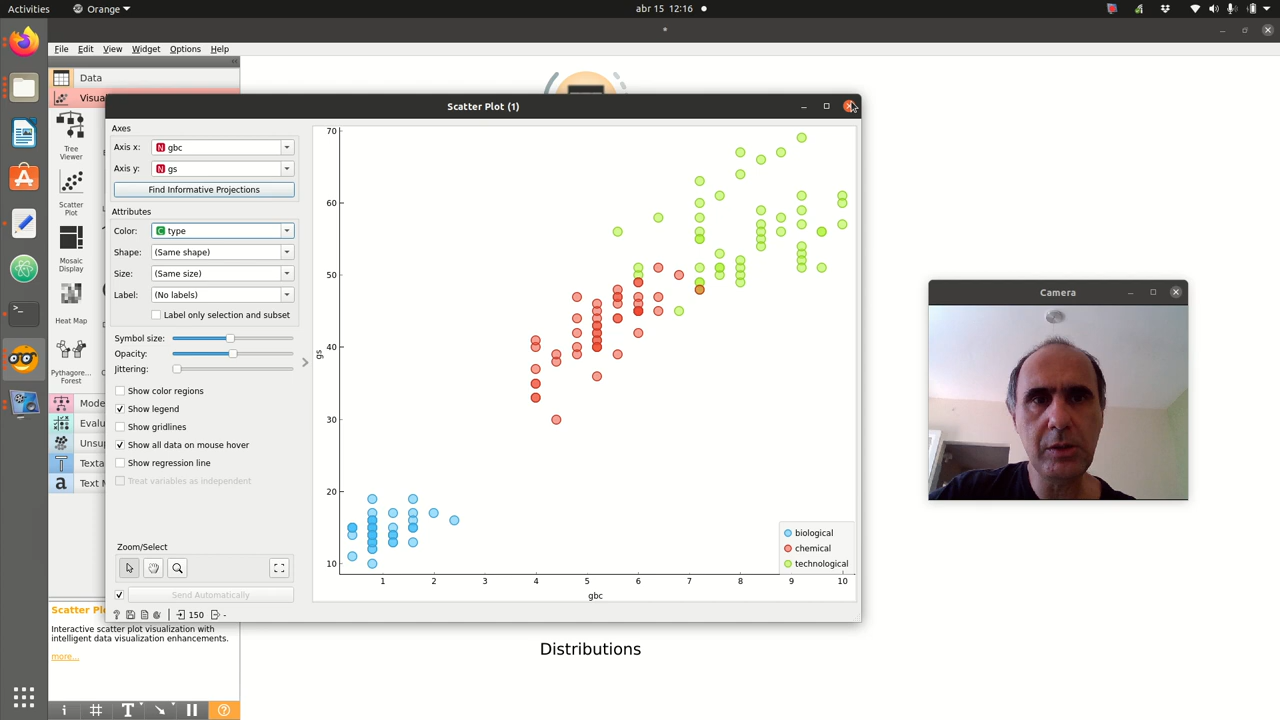 Activities
Orange
abr 15 12:16
File Edit View Widget Options Help
Data
Visua
Tree Viewer
Scatter Plot
Mosaic Display
Heat Map
Pythagore... Forest
Mode
Evalu
Unsu
Texta
Text M
Scatter Plo
Interactive scatter plot visualization with
intelligent data visualization enhancements.
more...
Scatter Plot (1)
Axes
Axis x: N gbc
Axis y: N gs
Find Informative Projections
Attributes
Color: C type
Shape: (Same shape)
Size: (Same size)
Label: (No labels)
Label only selection and subset
Symbol size:
Opacity:
Jittering:
Show color regions
Show legend
Show gridlines
Show all data on mouse hover
Show regression line
Treat variables as independent
Zoom/Select
Send Automatically
150 -
70
60
50
40
30
20
10
gs
1 2 3 4 5 6 7 8 9 10
gbc
biological
chemical
technological
Distributions
Camera